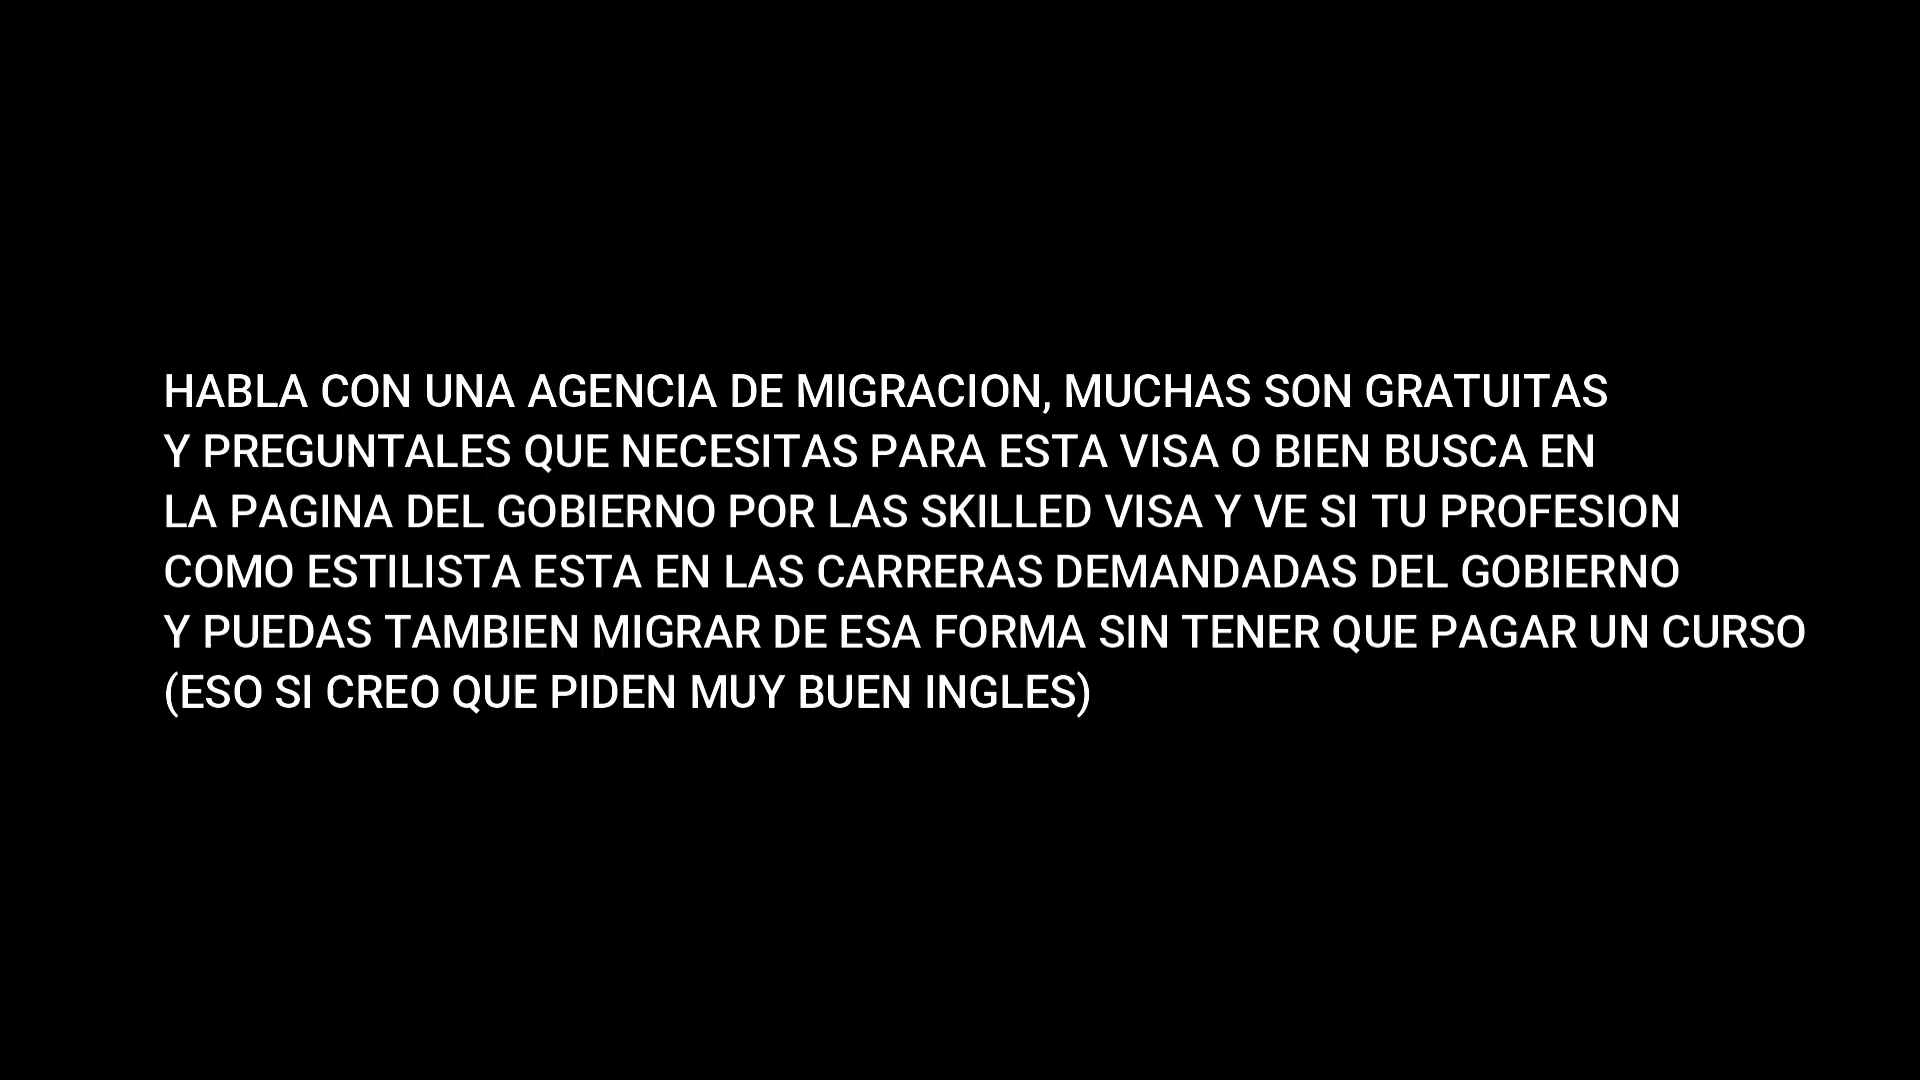 HABLA CON UNA AGENCIA DE MIGRACION, MUCHAS SON GRATUITAS
Y PREGUNTALES QUE NECESITAS PARA ESTA VISA O BIEN BUSCA EN
LA PAGINA DEL GOBIERNO POR LAS SKILLED VISA Y VE SI TU PROFESION
COMO ESTILISTA ESTA EN LAS CARRERAS DEMANDADAS DEL GOBIERNO
Y PUEDAS TAMBIEN MIGRAR DE ESA FORMA SIN TENER QUE PAGAR UN CURSO
(ESO SI CREO QUE PIDEN MUY BUEN INGLES)